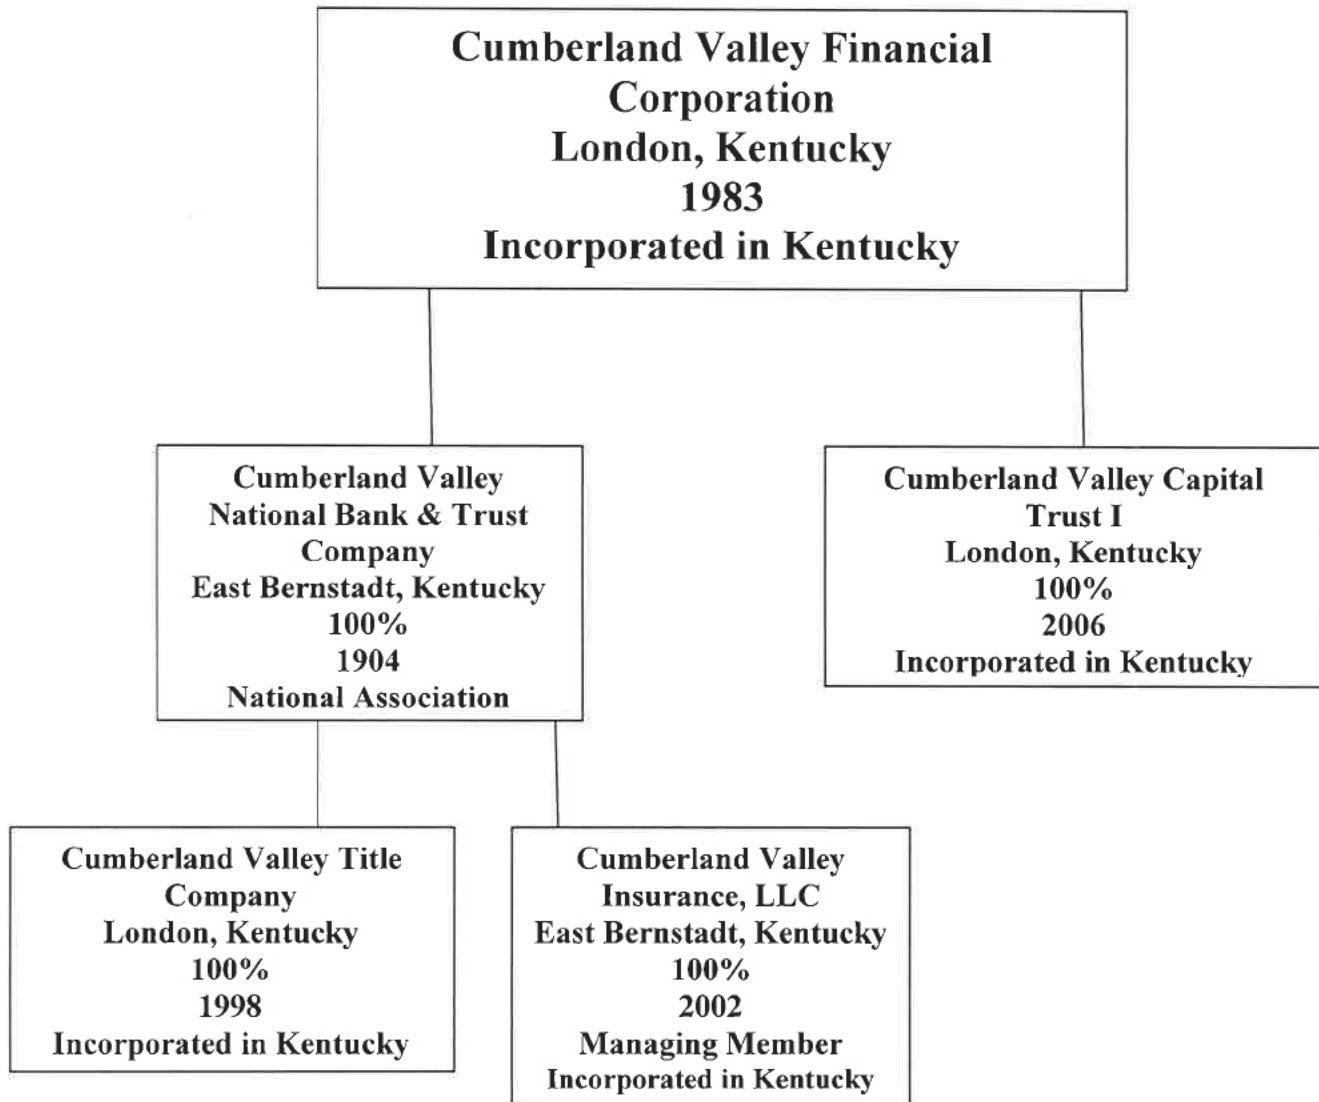 Cumberland Valley Financial
Corporation
London, Kentucky
1983
Incorporated in Kentucky
Cumberland Valley
National Bank & Trust
Company
East Bernstadt, Kentucky
100%
1904
National Association
Cumberland Valley Capital
Trust I
London, Kentucky
100%
2006
Incorporated in Kentucky
Cumberland Valley Title
Company
London, Kentucky
100%
1998
Incorporated in Kentucky
Cumberland Valley
Insurance, LLC
East Bernstadt, Kentucky
100%
2002
Managing Member
Incorporated in Kentucky